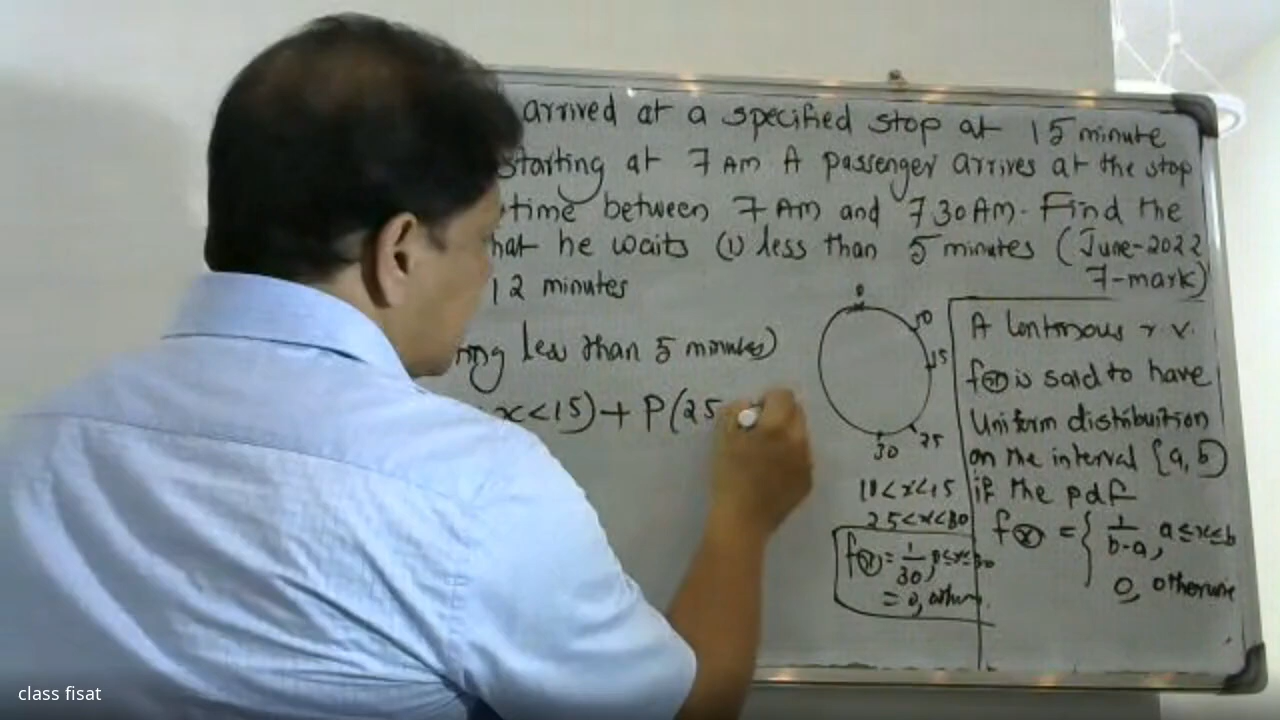 arrived at a specified stop at 15 minute
starting at 7 AM A passenger arrives at the stop
time between 7 AM and 7 30 AM. Find the
hat he waits (1) less than 5 minutes (June-2022
12 minutes 7-mark)
ing less than 5 minutes)
x<15) + P(25
0
10
15
25
30
10<x<15
25<x<30
f(x) = 1/30, 0≤x≤30
= 0, other.
A Continous r.v.
f(x) is said to have
Uniform distribuition
on the interval [a,b]
if the pdf
f(x) = { 1/b-a, a≤x≤b
0, otherwise
class fisat